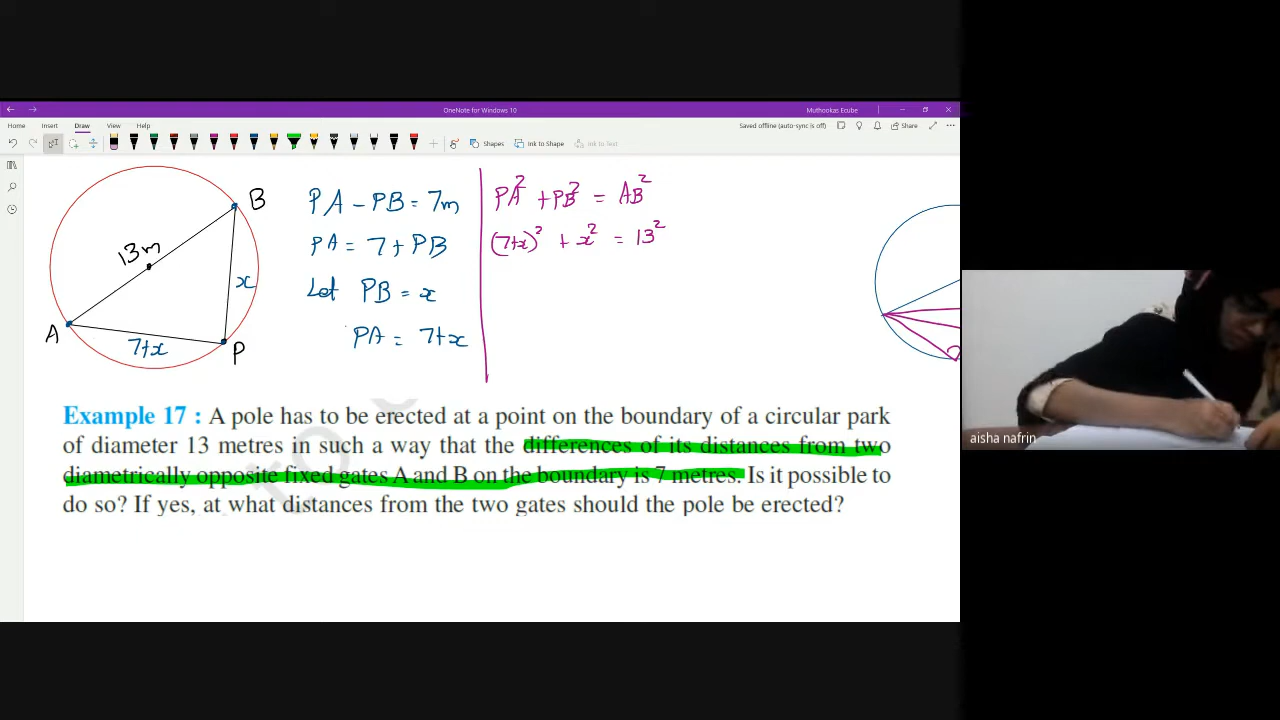 OneNote for Windows 10
Muthookas Ecube
Home Insert Draw View Help
Saved offline (auto-sync is off)
Share
Shapes
Ink to Shape
Ink to Text
B
13m
x
A
7+x
P
PA - PB = 7m
PA = 7 + PB
Let PB = x
PA = 7+x
PA² + PB² = AB²
(7+x)² + x² = 13²
Example 17 : A pole has to be erected at a point on the boundary of a circular park
of diameter 13 metres in such a way that the differences of its distances from two
diametrically opposite fixed gates A and B on the boundary is 7 metres. Is it possible to
do so? If yes, at what distances from the two gates should the pole be erected?
aisha nafrin